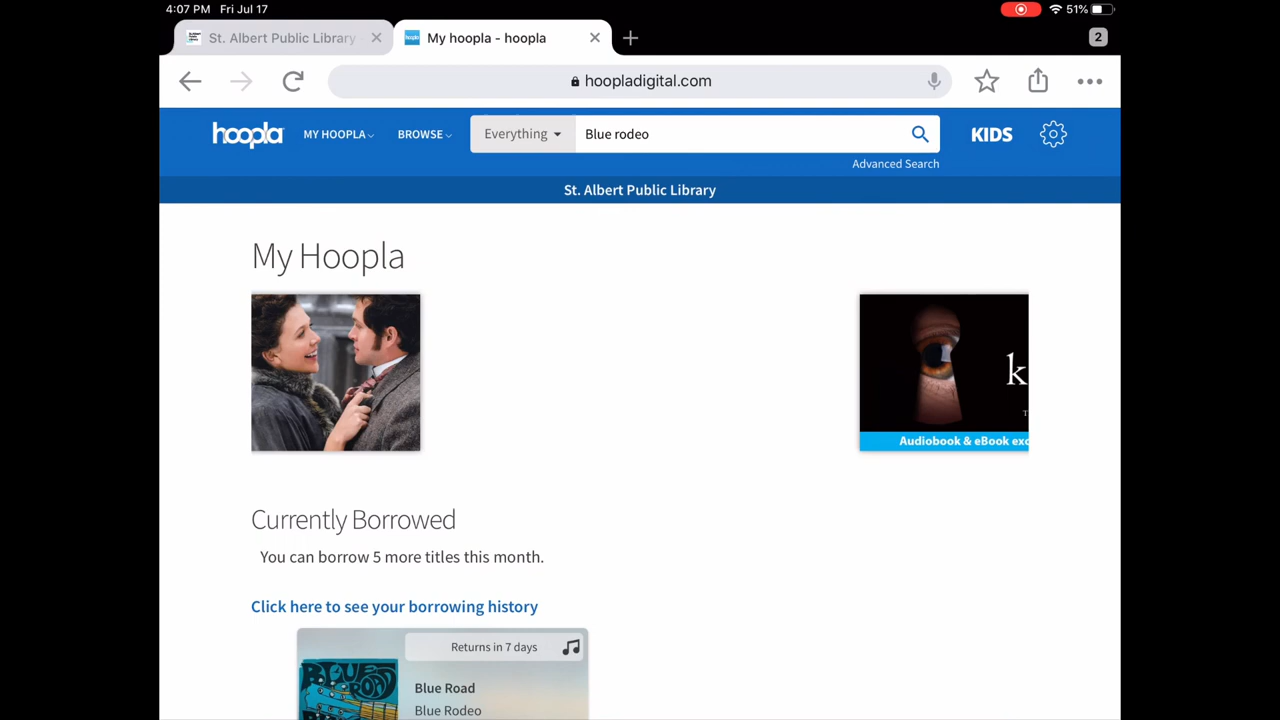 4:07 PM Fri Jul 17
51%
St. Albert Public Library
My hoopla - hoopla
2
hoopladigital.com
hoopla
MY HOOPLA
BROWSE
Everything
Blue rodeo
KIDS
Advanced Search
St. Albert Public Library
My Hoopla
k
Audiobook & eBook exc
Currently Borrowed
You can borrow 5 more titles this month.
Click here to see your borrowing history
Returns in 7 days
BLUE
ROAD
Blue Road
Blue Rodeo